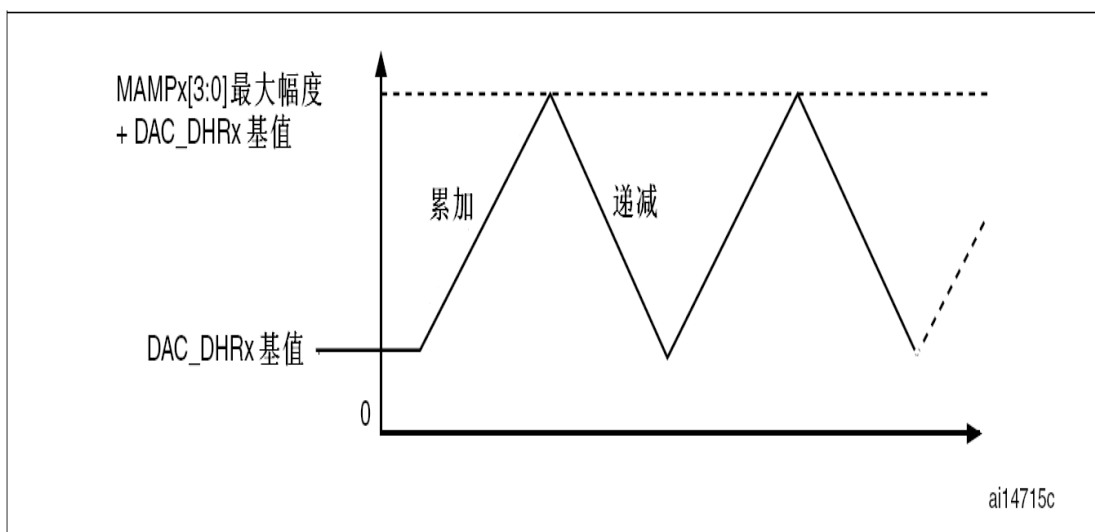 MAMPx[3:0]最大幅度
+ DAC_DHRx 基值
累加
递减
DAC_DHRx 基值
0
ai14715c